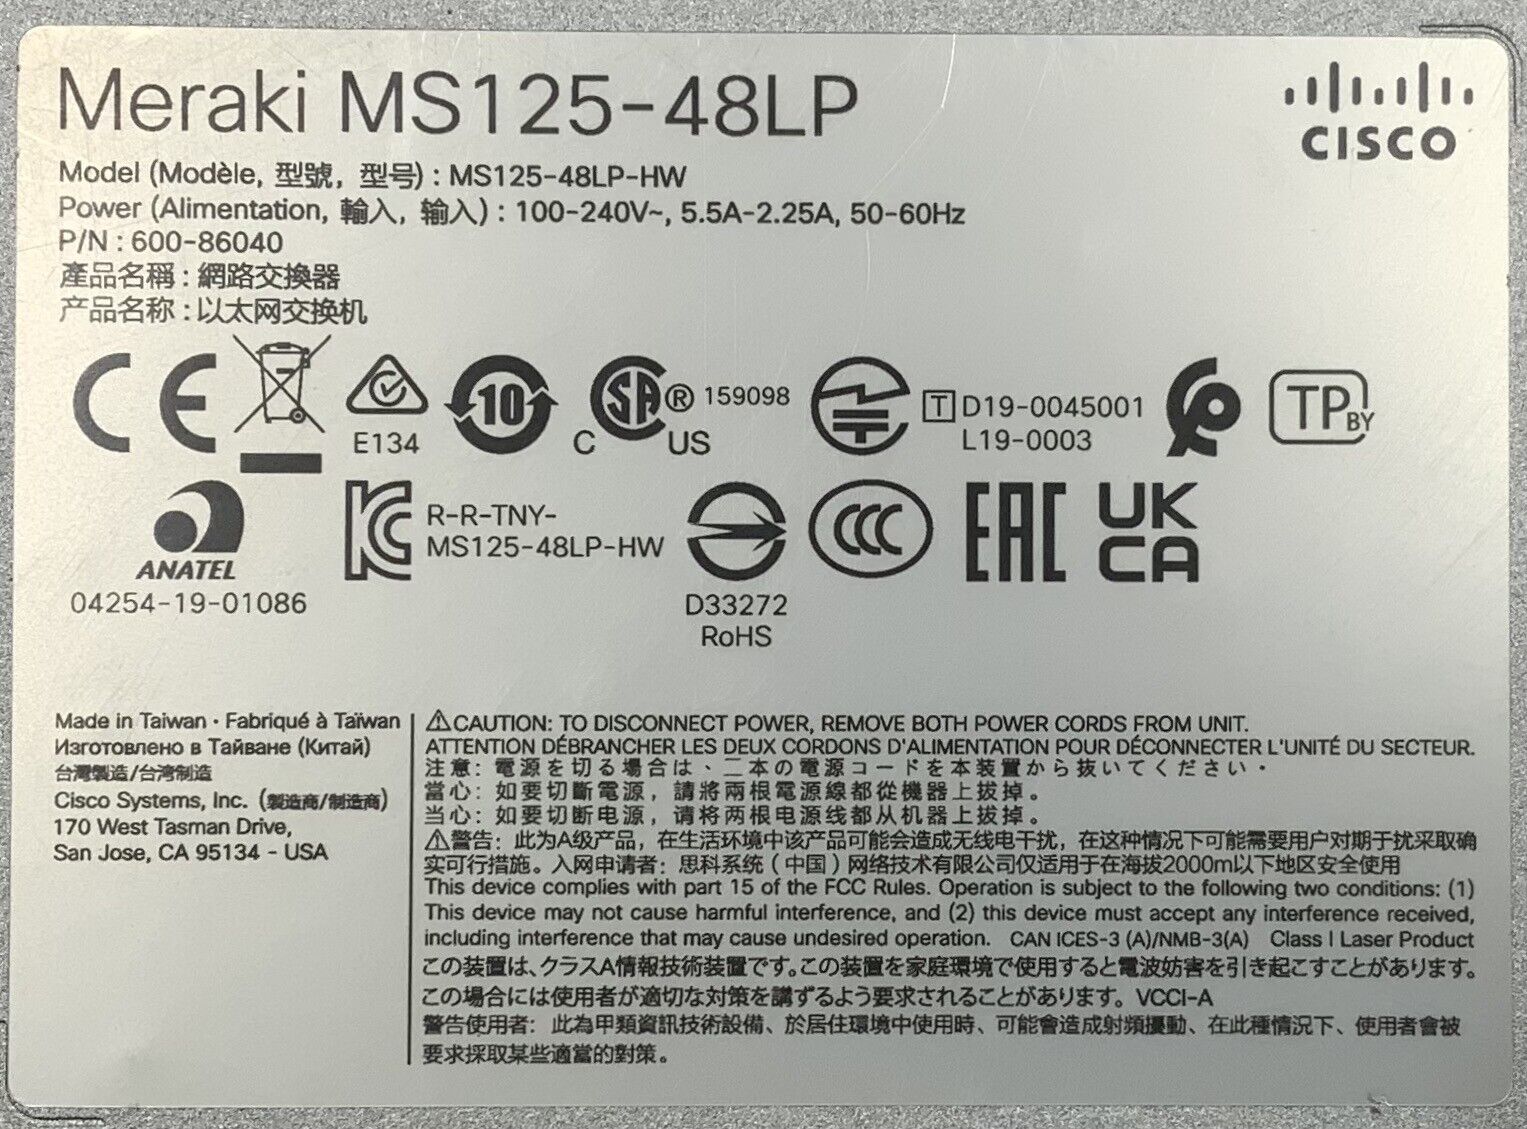 Meraki MS125-48LP
CISCO
Model (Modèle, 型號, 型号) : MS125-48LP-HW
Power (Alimentation, 輸入, 输入) : 100-240V~, 5.5A-2.25A, 50-60Hz
P/N : 600-86040
產品名稱 : 網路交換器
产品名称 : 以太网交换机
CE
E134
10
C SA ® US 159098
T D19-0045001
L19-0003
TP BY
ANATEL
04254-19-01086
KC
R-R-TNY-
MS125-48LP-HW
D33272
RoHS
CCC
EAC
UK
CA
Made in Taiwan · Fabriqué à Taïwan
Изготовлено в Тайване (Китай)
台灣製造/台湾制造
Cisco Systems, Inc. (製造商/制造商)
170 West Tasman Drive,
San Jose, CA 95134 - USA
⚠CAUTION: TO DISCONNECT POWER, REMOVE BOTH POWER CORDS FROM UNIT.
ATTENTION DÉBRANCHER LES DEUX CORDONS D'ALIMENTATION POUR DÉCONNECTER L'UNITÉ DU SECTEUR.
注意: 電源を切る場合は、二本の電源コードを本装置から抜いてください・
當心: 如要切斷電源，請將兩根電源線都從機器上拔掉。
当心: 如要切断电源，请将两根电源线都从机器上拔掉。
⚠警告: 此为A级产品，在生活环境中该产品可能会造成无线电干扰，在这种情况下可能需要用户对期于扰采取确
实可行措施。入网申请者: 思科系统（中国）网络技术有限公司仅适用于在海拔2000m以下地区安全使用
This device complies with part 15 of the FCC Rules. Operation is subject to the following two conditions: (1)
This device may not cause harmful interference, and (2) this device must accept any interference received,
including interference that may cause undesired operation. CAN ICES-3 (A)/NMB-3(A) Class I Laser Product
この装置は、クラスA情報技術装置です。この装置を家庭環境で使用すると電波妨害を引き起こすことがあります。
この場合には使用者が適切な対策を講ずるよう要求されることがあります。VCCI-A
警告使用者: 此為甲類資訊技術設備、於居住環境中使用時、可能會造成射頻擾動、在此種情況下、使用者會被
要求採取某些適當的對策。